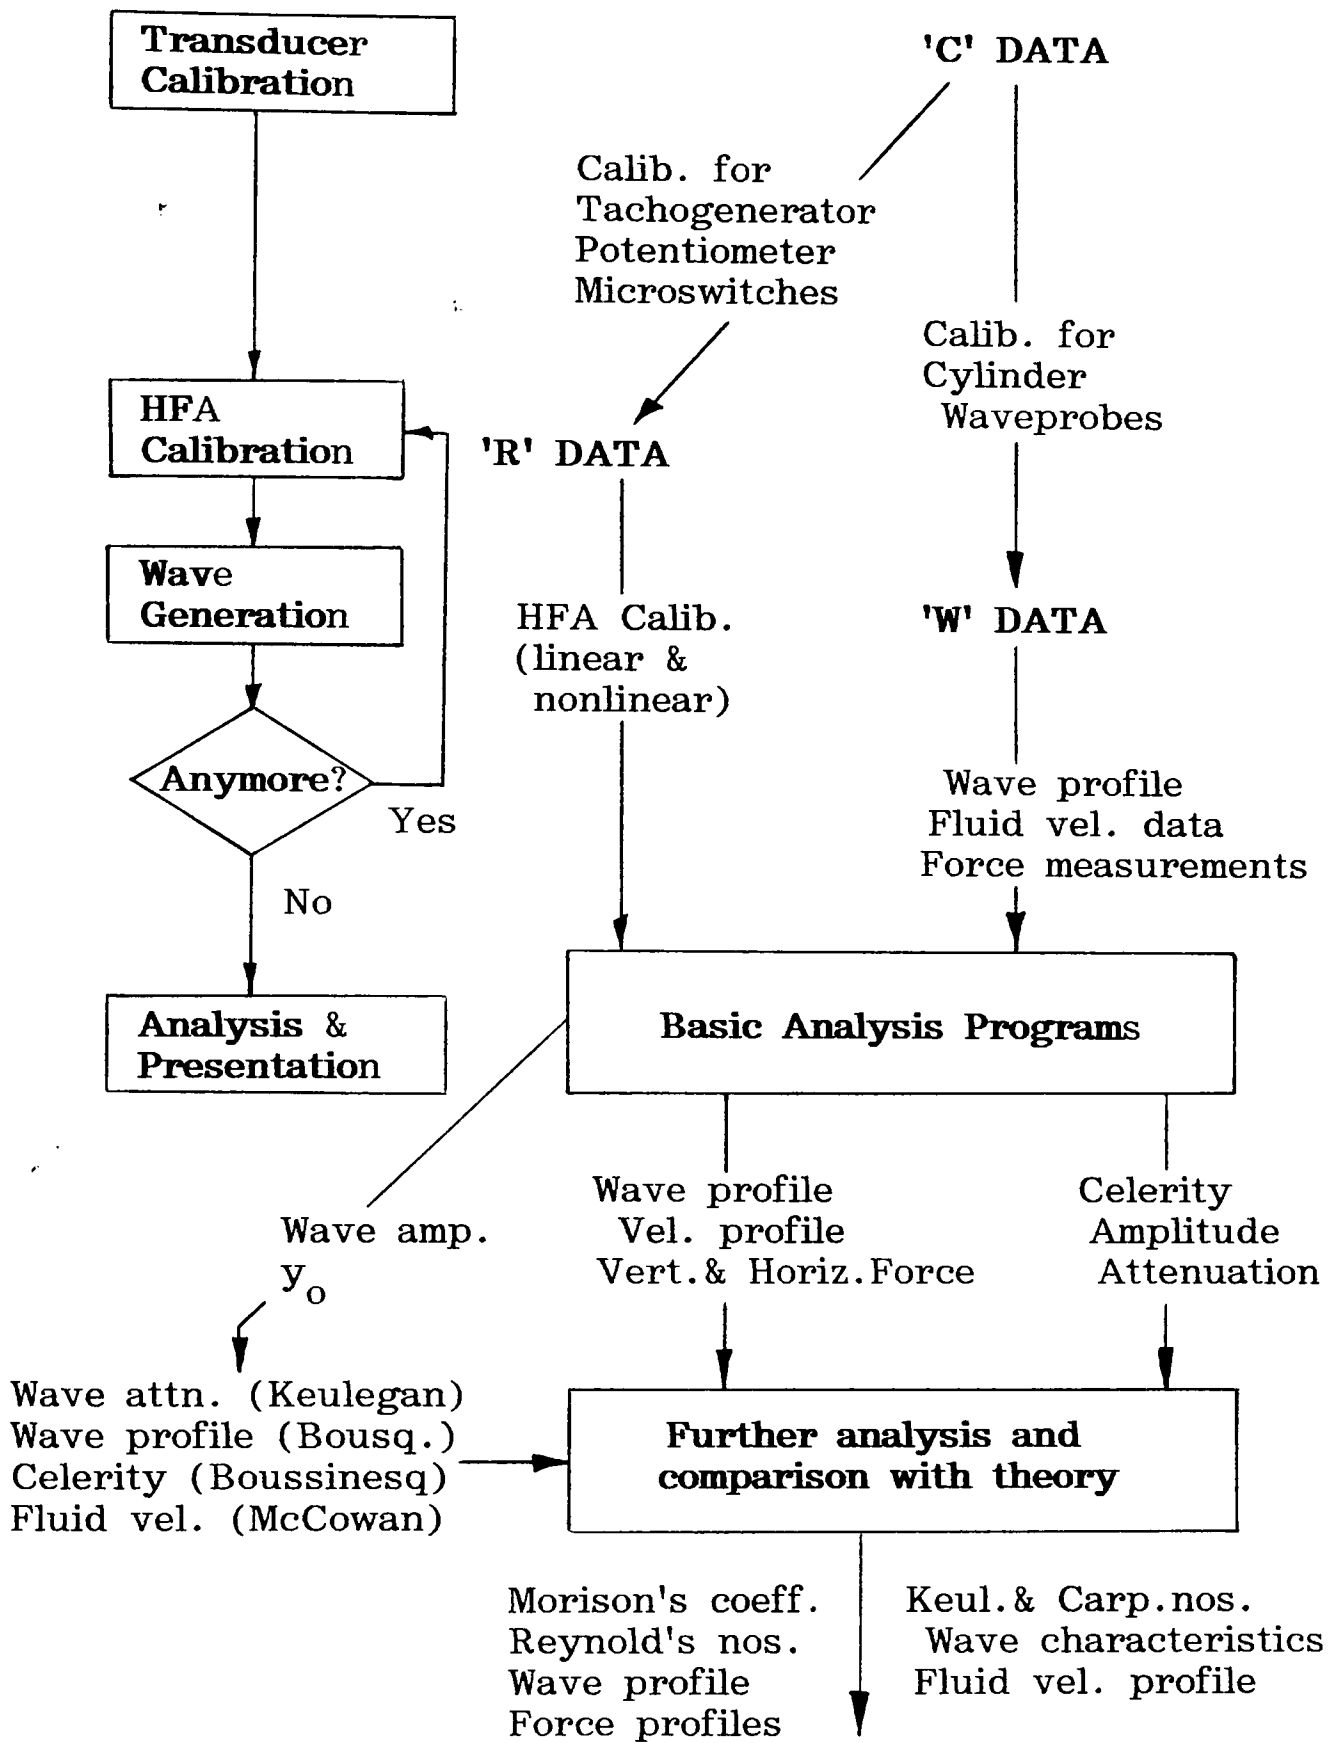 Transducer
Calibration
HFA
Calibration
Wave
Generation
Anymore?
Yes
No
Analysis &
Presentation
'C' DATA
Calib. for
Tachogenerator
Potentiometer
Microswitches
Calib. for
Cylinder
Waveprobes
'R' DATA
HFA Calib.
(linear &
nonlinear)
'W' DATA
Wave profile
Fluid vel. data
Force measurements
Basic Analysis Programs
Wave amp.
yo
Wave profile
Vel. profile
Vert.& Horiz.Force
Celerity
Amplitude
Attenuation
Wave attn. (Keulegan)
Wave profile (Bousq.)
Celerity (Boussinesq)
Fluid vel. (McCowan)
Further analysis and
comparison with theory
Morison's coeff.
Reynold's nos.
Wave profile
Force profiles
Keul.& Carp.nos.
Wave characteristics
Fluid vel. profile